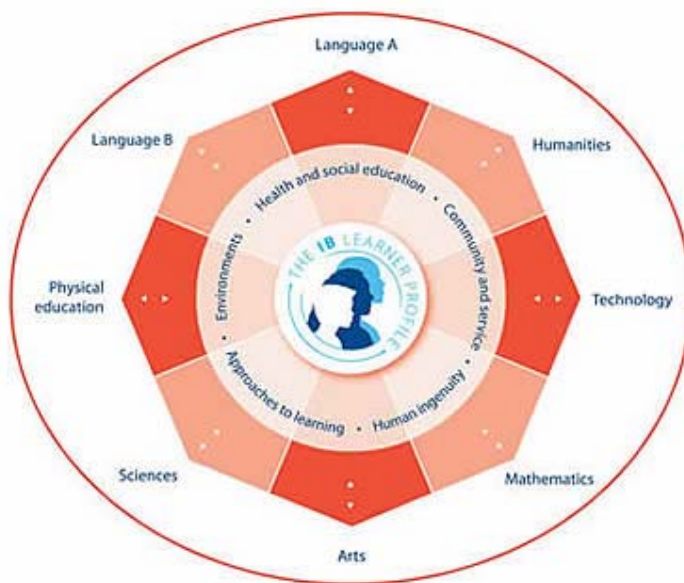 Language A
Humanities
Technology
Mathematics
Arts
Sciences
Physical
education
Language B
Health and social education
•
Community and service
•
Human ingenuity
•
Approaches to learning
•
Environments
•
THE IB LEARNER PROFILE